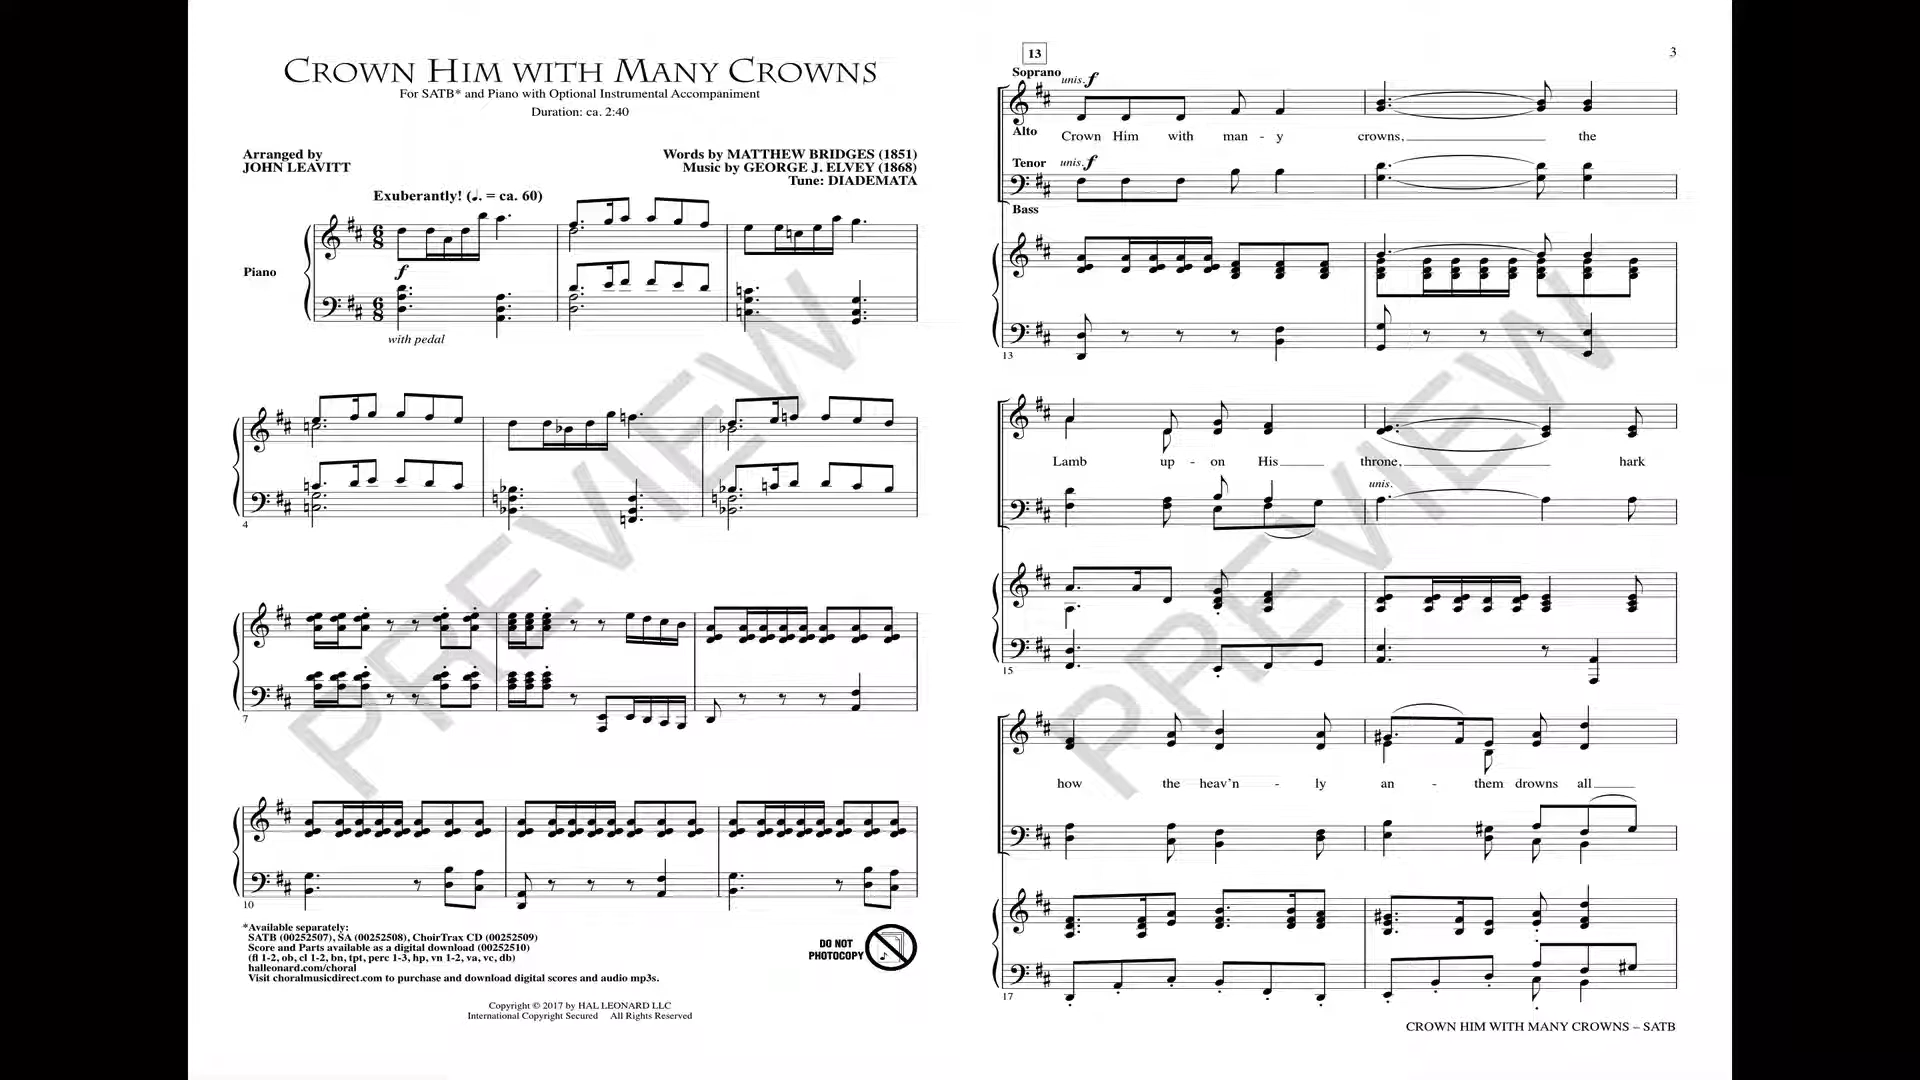 CROWN HIM WITH MANY CROWNS
For SATB* and Piano with Optional Instrumental Accompaniment
Duration: ca. 2:40
Arranged by
JOHN LEAVITT
Words by MATTHEW BRIDGES (1851)
Music by GEORGE J. ELVEY (1868)
Tune: DIADEMATA
Exuberantly! (♩. = ca. 60)
6
8
Piano
f
6
8
with pedal
4
7
10
*Available separately:
SATB (00252507), SA (00252508), ChoirTrax CD (00252509)
Score and Parts available as a digital download (00252510)
(fl 1-2, ob, cl 1-2, bn, tpt, perc 1-3, hp, vn 1-2, va, vc, db)
halleonard.com/choral
Visit choralmusicdirect.com to purchase and download digital scores and audio mp3s.
DO NOT
PHOTOCOPY
Copyright © 2017 by HAL LEONARD LLC
International Copyright Secured All Rights Reserved
PREVIEW
3
13
Soprano
unis. f
Alto
Crown Him with man - y crowns, the
Tenor
unis. f
Bass
13
Lamb up - on His throne, hark
unis.
15
how the heav'n - ly an - them drowns all
17
CROWN HIM WITH MANY CROWNS – SATB
PREVIEW